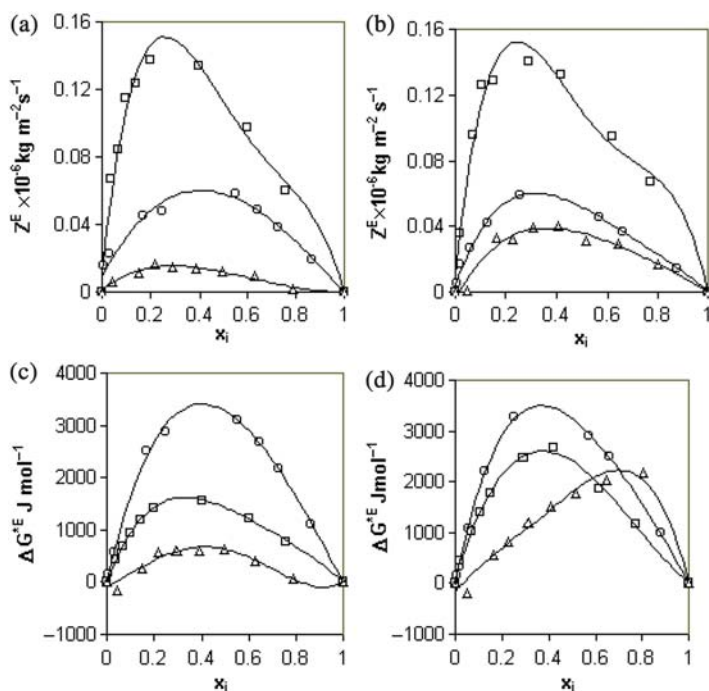 (a)
0.16
0.12
0.08
0.04
0
Z^E ×10^-6 kg m^−2 s^−1
0 0.2 0.4 0.6 0.8 1
x_i
(b)
0.16
0.12
0.08
0.04
0
Z^E ×10^-6 kg m^−2 s^−1
0 0.2 0.4 0.6 0.8 1
x_i
(c)
4000
3000
2000
1000
0
−1000
ΔG*^E J mol^−1
0 0.2 0.4 0.6 0.8 1
x_i
(d)
4000
3000
2000
1000
0
−1000
ΔG*^E Jmol^−1
0 0.2 0.4 0.6 0.8 1
x_i